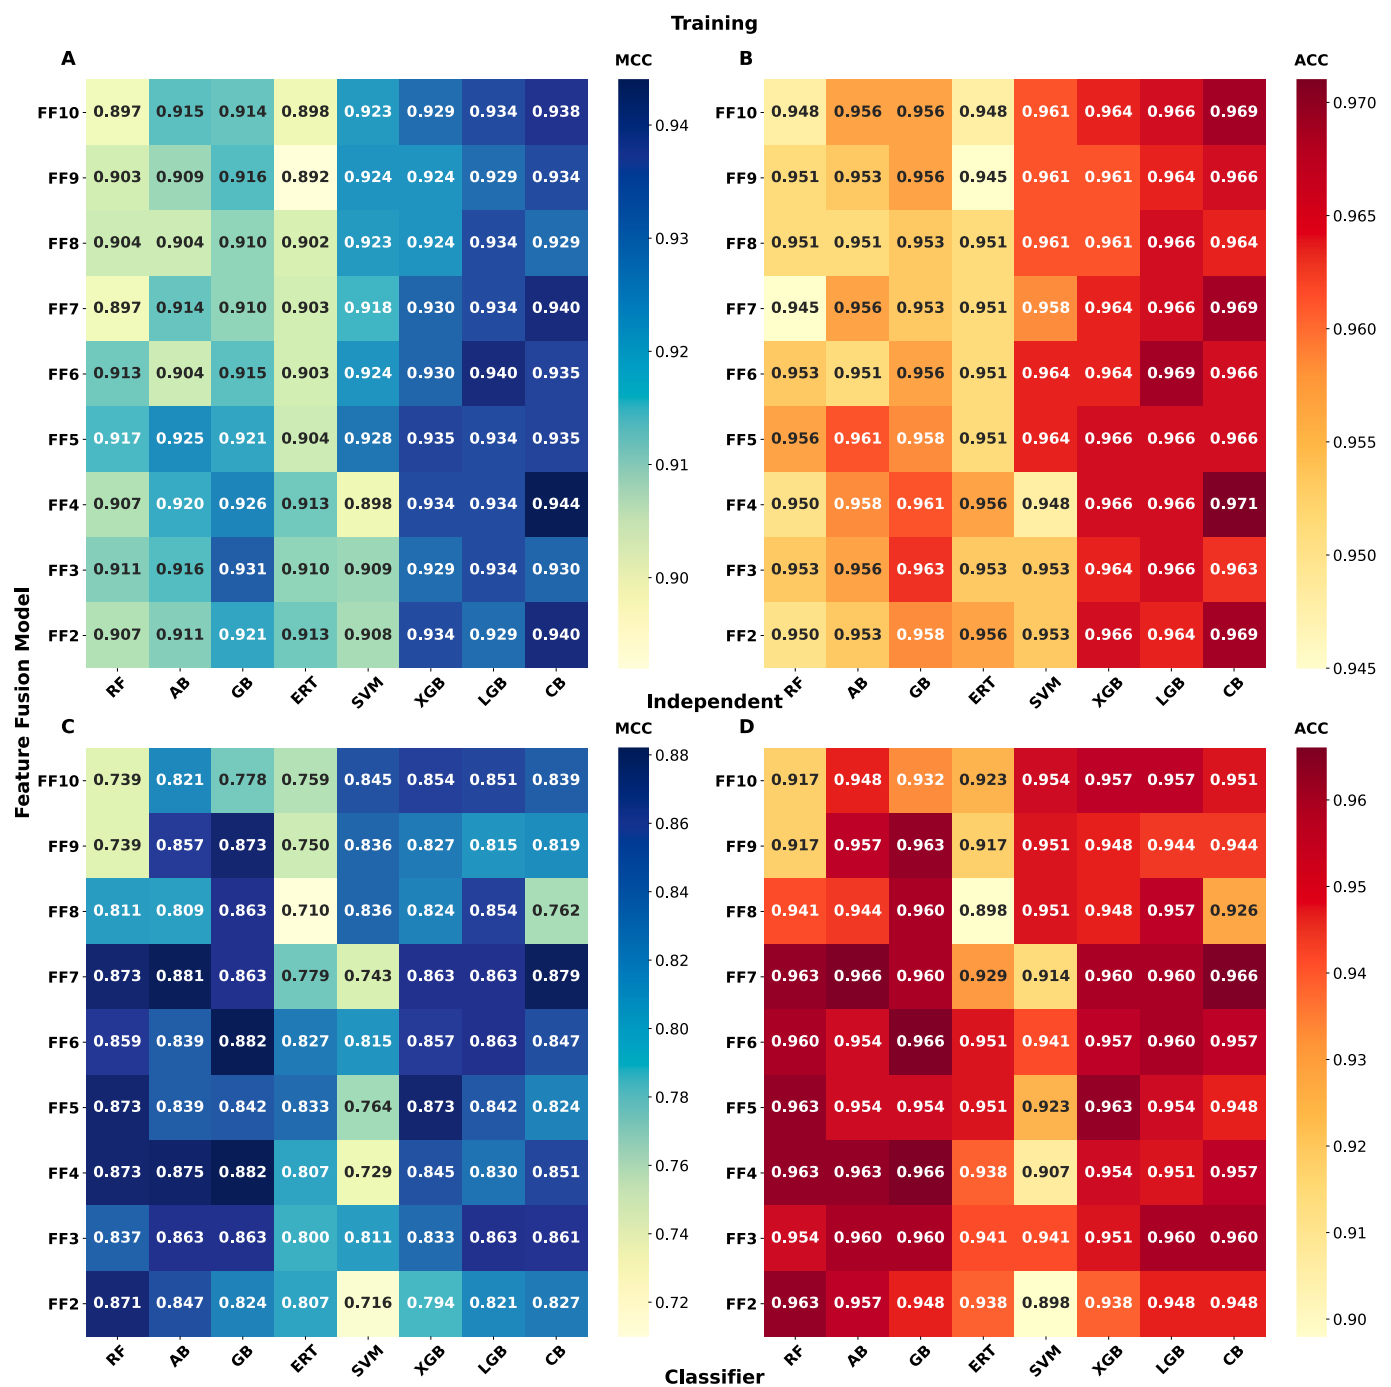 Training
A MCC B ACC
FF10 0.897 0.915 0.914 0.898 0.923 0.929 0.934 0.938 0.94 FF10 0.948 0.956 0.956 0.948 0.961 0.964 0.966 0.969 0.970
FF9 0.903 0.909 0.916 0.892 0.924 0.924 0.929 0.934 FF9 0.951 0.953 0.956 0.945 0.961 0.961 0.964 0.966
0.93 0.965
FF8 0.904 0.904 0.910 0.902 0.923 0.924 0.934 0.929 FF8 0.951 0.951 0.953 0.951 0.961 0.961 0.966 0.964
FF7 0.897 0.914 0.910 0.903 0.918 0.930 0.934 0.940 FF7 0.945 0.956 0.953 0.951 0.958 0.964 0.966 0.969
0.92 0.960
FF6 0.913 0.904 0.915 0.903 0.924 0.930 0.940 0.935 FF6 0.953 0.951 0.956 0.951 0.964 0.964 0.969 0.966
FF5 0.917 0.925 0.921 0.904 0.928 0.935 0.934 0.935 FF5 0.956 0.961 0.958 0.951 0.964 0.966 0.966 0.966
0.91 0.955
FF4 0.907 0.920 0.926 0.913 0.898 0.934 0.934 0.944 FF4 0.950 0.958 0.961 0.956 0.948 0.966 0.966 0.971
0.950
FF3 0.911 0.916 0.931 0.910 0.909 0.929 0.934 0.930 0.90 FF3 0.953 0.956 0.963 0.953 0.953 0.964 0.966 0.963
FF2 0.907 0.911 0.921 0.913 0.908 0.934 0.929 0.940 FF2 0.950 0.953 0.958 0.956 0.953 0.966 0.964 0.969
0.945
RF AB GB ERT SVM XGB LGB CB RF AB GB ERT SVM XGB LGB CB
Feature Fusion Model
Independent
C MCC D ACC
0.88
FF10 0.739 0.821 0.778 0.759 0.845 0.854 0.851 0.839 FF10 0.917 0.948 0.932 0.923 0.954 0.957 0.957 0.951
0.96
0.86
FF9 0.739 0.857 0.873 0.750 0.836 0.827 0.815 0.819 FF9 0.917 0.957 0.963 0.917 0.951 0.948 0.944 0.944
0.84 0.95
FF8 0.811 0.809 0.863 0.710 0.836 0.824 0.854 0.762 FF8 0.941 0.944 0.960 0.898 0.951 0.948 0.957 0.926
0.82
FF7 0.873 0.881 0.863 0.779 0.743 0.863 0.863 0.879 FF7 0.963 0.966 0.960 0.929 0.914 0.960 0.960 0.966 0.94
0.80
FF6 0.859 0.839 0.882 0.827 0.815 0.857 0.863 0.847 FF6 0.960 0.954 0.966 0.951 0.941 0.957 0.960 0.957
0.93
0.78
FF5 0.873 0.839 0.842 0.833 0.764 0.873 0.842 0.824 FF5 0.963 0.954 0.954 0.951 0.923 0.963 0.954 0.948
0.76 0.92
FF4 0.873 0.875 0.882 0.807 0.729 0.845 0.830 0.851 FF4 0.963 0.963 0.966 0.938 0.907 0.954 0.951 0.957
0.74 0.91
FF3 0.837 0.863 0.863 0.800 0.811 0.833 0.863 0.861 FF3 0.954 0.960 0.960 0.941 0.941 0.951 0.960 0.960
FF2 0.871 0.847 0.824 0.807 0.716 0.794 0.821 0.827 0.72 FF2 0.963 0.957 0.948 0.938 0.898 0.938 0.948 0.948
0.90
RF AB GB ERT SVM XGB LGB CB RF AB GB ERT SVM XGB LGB CB
Classifier